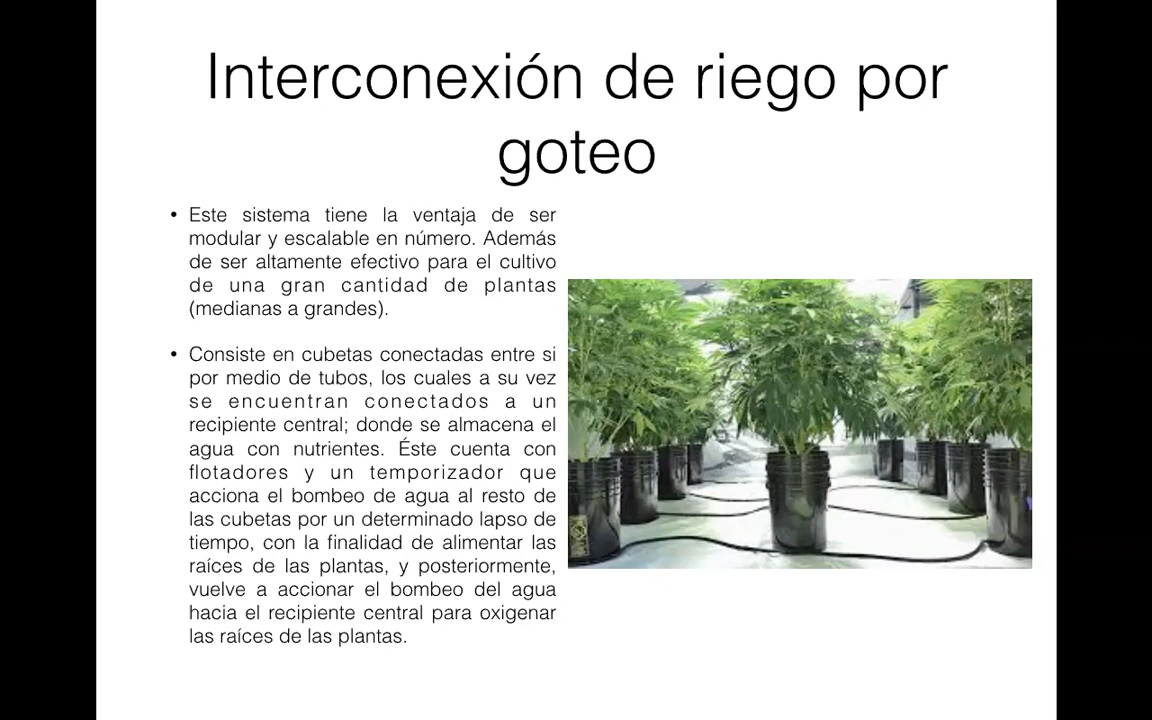 Interconexión de riego por
goteo
• Este sistema tiene la ventaja de ser
modular y escalable en número. Además
de ser altamente efectivo para el cultivo
de una gran cantidad de plantas
(medianas a grandes).
• Consiste en cubetas conectadas entre si
por medio de tubos, los cuales a su vez
se encuentran conectados a un
recipiente central; donde se almacena el
agua con nutrientes. Éste cuenta con
flotadores y un temporizador que
acciona el bombeo de agua al resto de
las cubetas por un determinado lapso de
tiempo, con la finalidad de alimentar las
raíces de las plantas, y posteriormente,
vuelve a accionar el bombeo del agua
hacia el recipiente central para oxigenar
las raíces de las plantas.